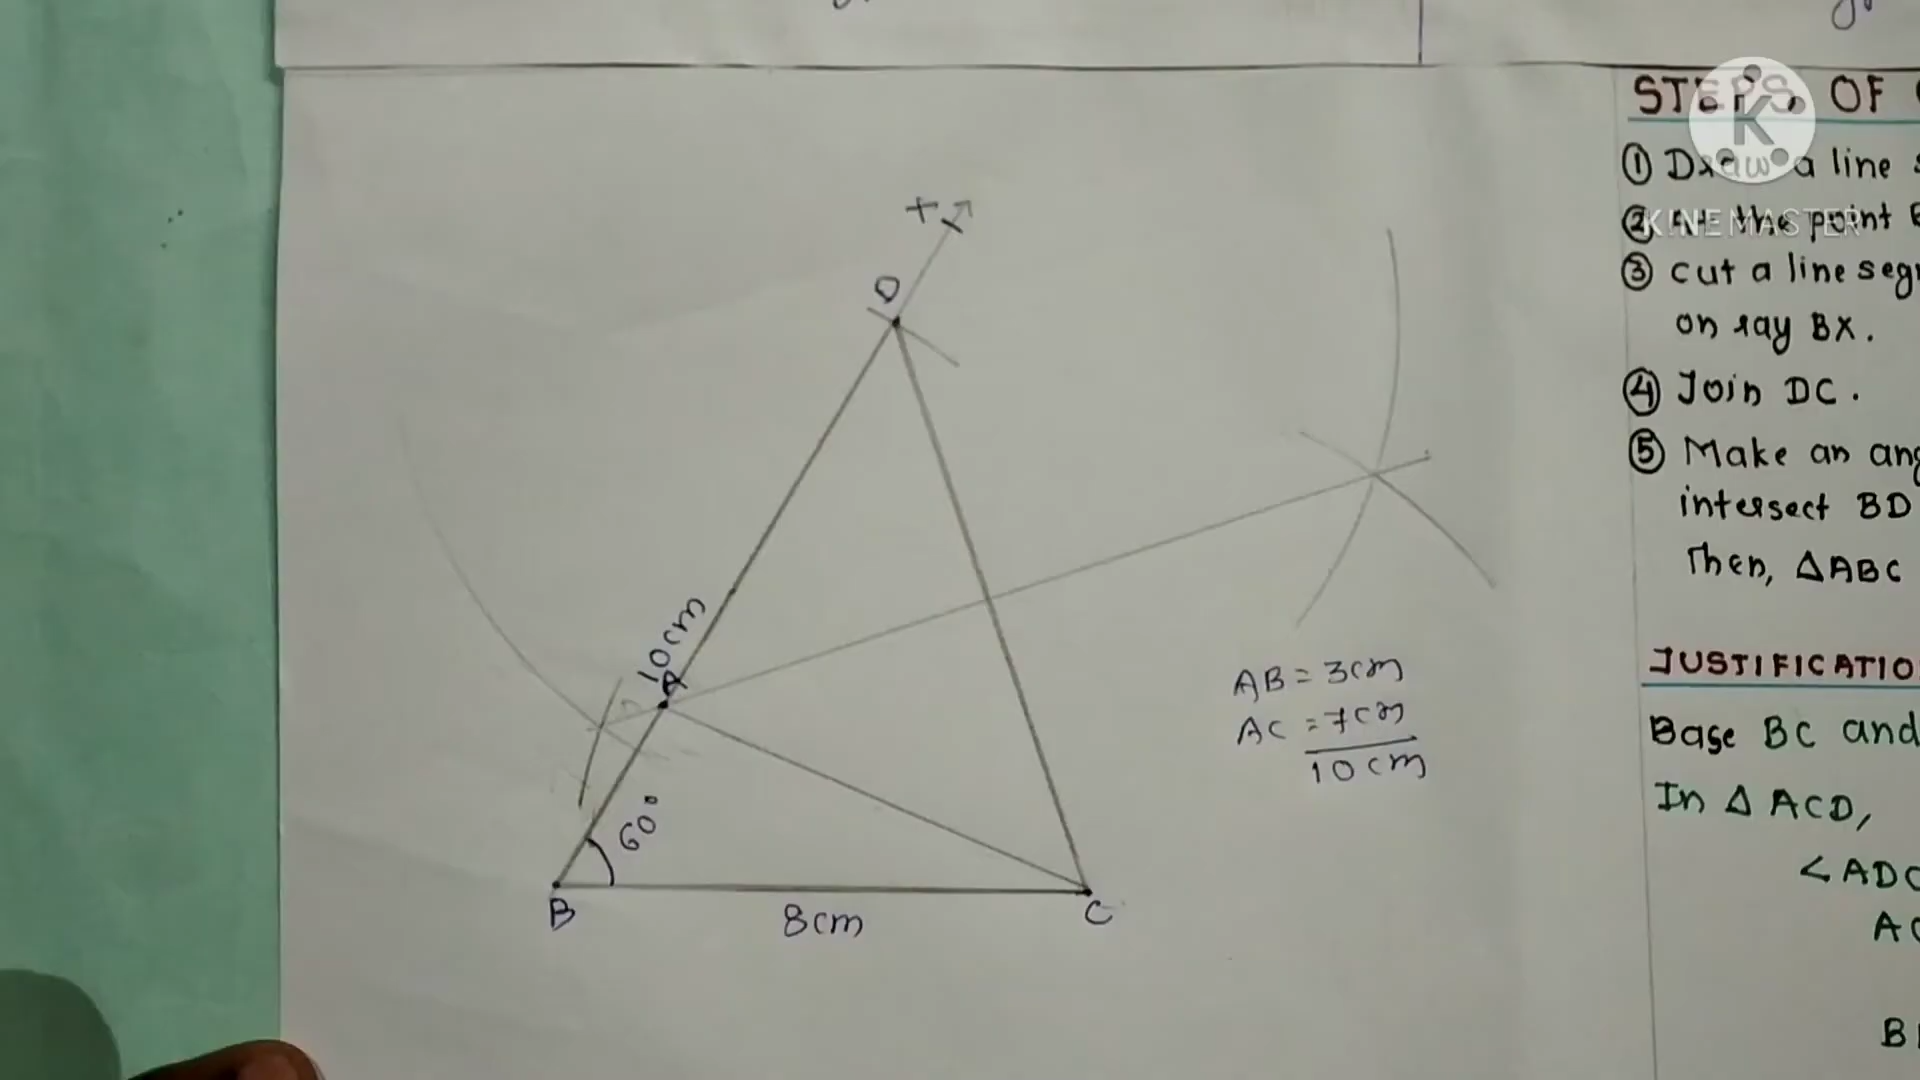 X
D
10cm
A
60°
B
8cm
C
AB = 3cm
AC = 7cm
10cm
STEPS OF
① Draw a line
② At the point
③ cut a line seg
on ray BX.
④ Join DC.
⑤ Make an ang
intersect BD
Then, △ABC
JUSTIFICATIO
Base BC and
In △ ACD,
∠ADC
AC
B
KINEMASTER